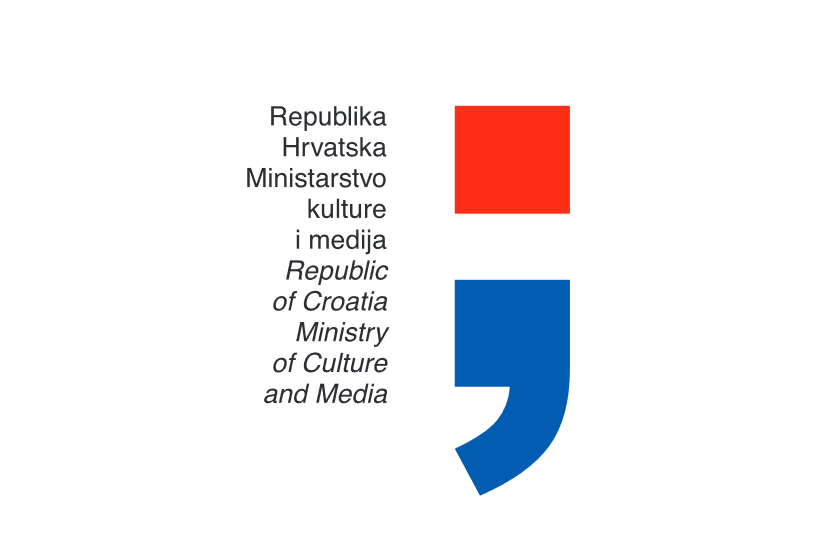 Republika
Hrvatska
Ministarstvo
kulture
i medija
Republic
of Croatia
Ministry
of Culture
and Media